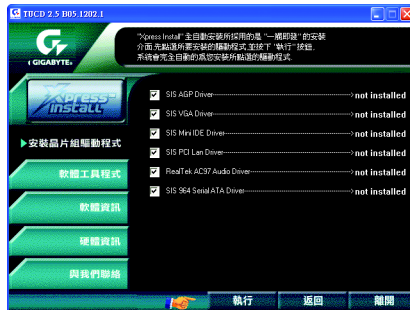 TUCD 2.5 B05.1202.1
"Xpress Install" 全自動安裝所採用的是 "一觸即發" 的安裝
介面,先點選所要安裝的驅動程式,並按下 "執行" 按鈕.
系統會完全自動的為您安裝所點選的驅動程式.
GIGABYTE
Xpress-
install
安裝晶片組驅動程式
軟體工具程式
軟體資訊
硬體資訊
與我們聯絡
SIS AGP Driver not installed
SIS VGA Driver not installed
SIS Mini IDE Driver not installed
SIS PCI Lan Driver not installed
RealTek AC97 Audio Driver not installed
SIS 964 Serial ATA Driver not installed
執行 返回 離開